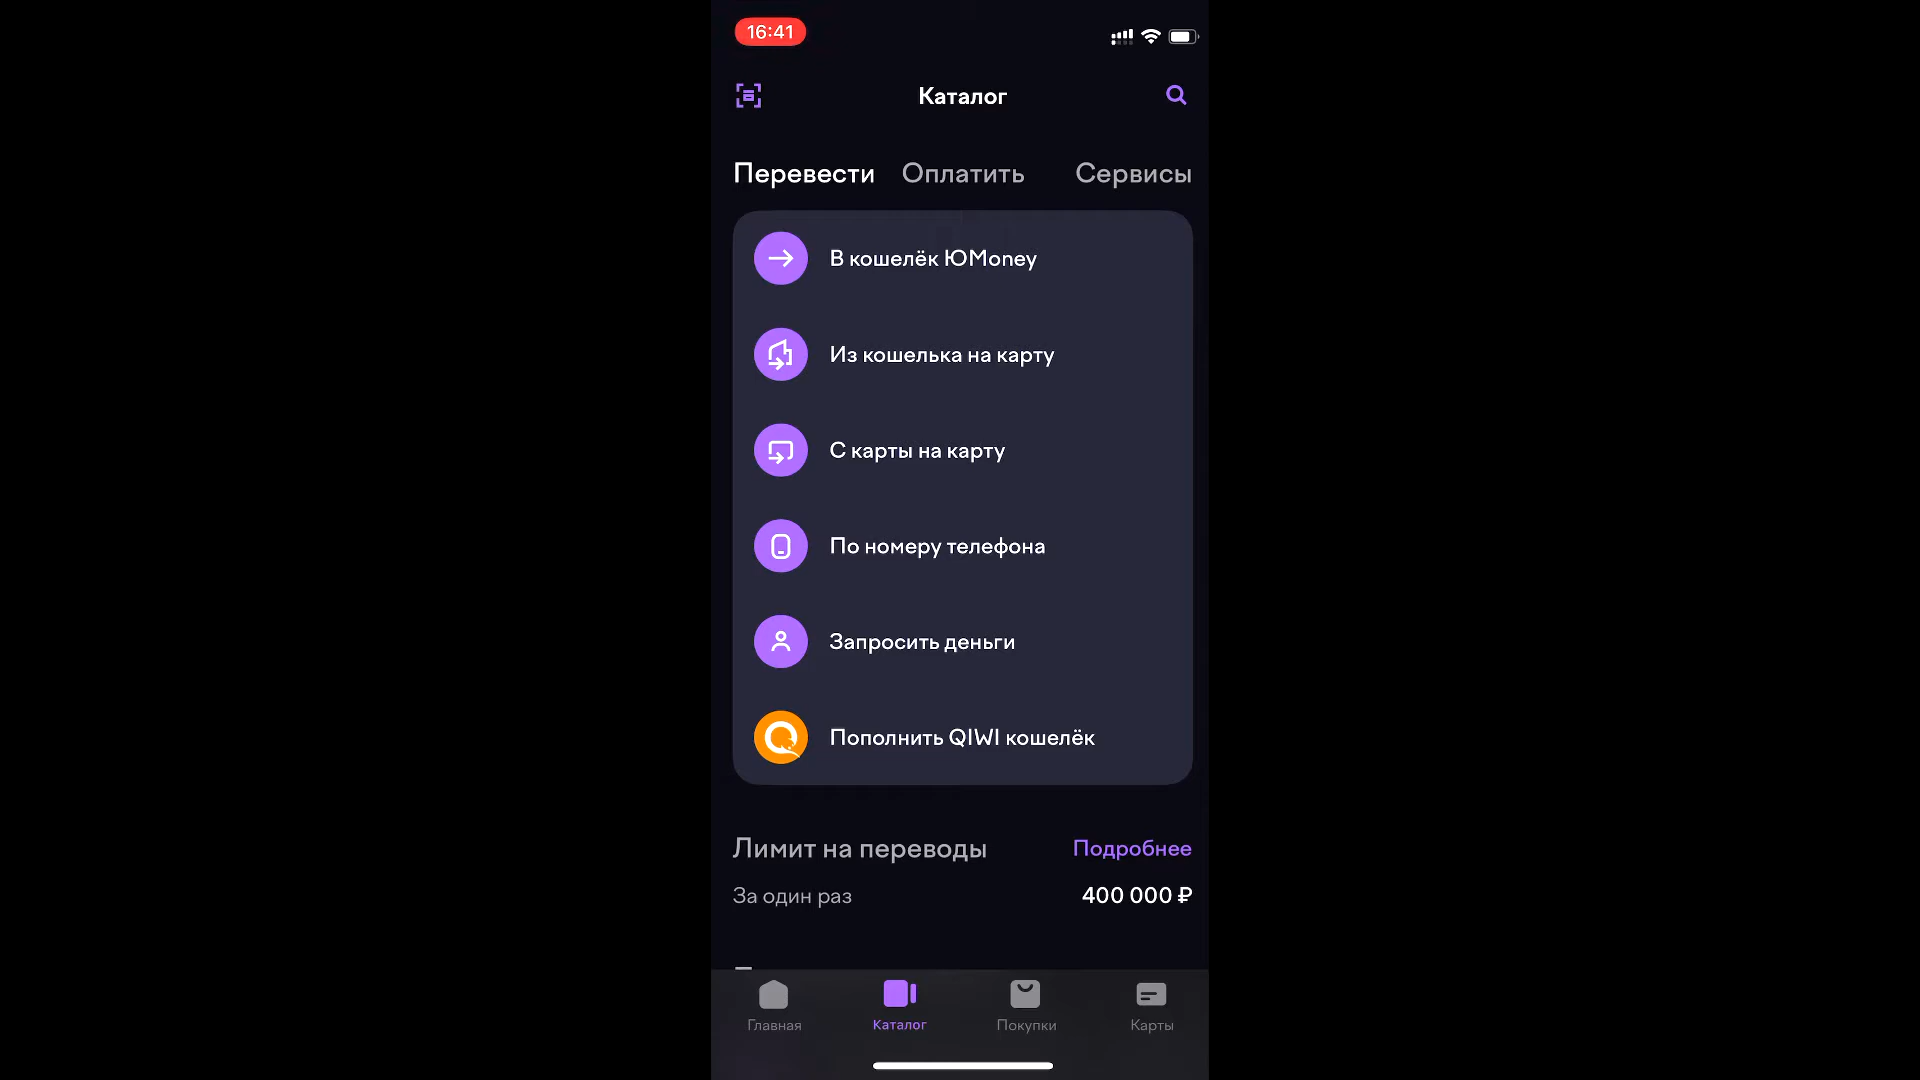 16:41
Каталог
Перевести Оплатить Сервисы
В кошелёк ЮMoney
Из кошелька на карту
С карты на карту
По номеру телефона
Запросить деньги
Пополнить QIWI кошелёк
Лимит на переводы Подробнее
За один раз 400 000 ₽
Главная Каталог Покупки Карты